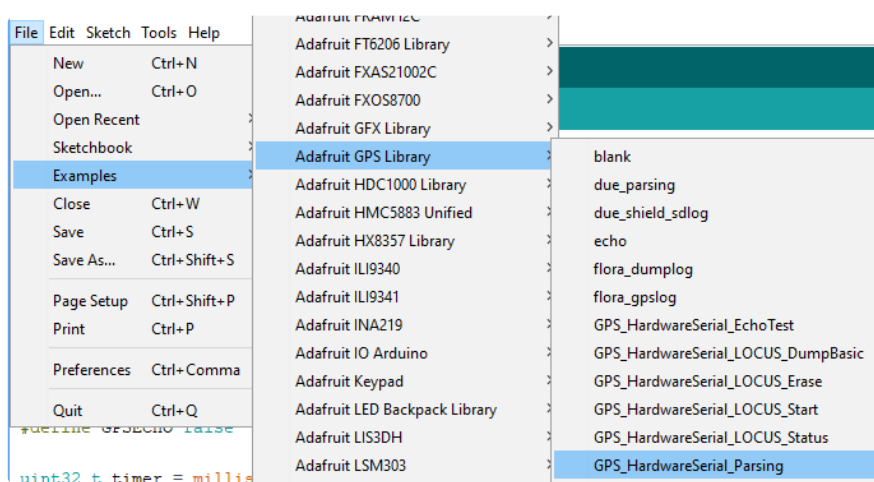 File Edit Sketch Tools Help
New Ctrl+N
Open... Ctrl+O
Open Recent
Sketchbook
Examples
Close Ctrl+W
Save Ctrl+S
Save As... Ctrl+Shift+S
Page Setup Ctrl+Shift+P
Print Ctrl+P
Preferences Ctrl+Comma
Quit Ctrl+Q
#define GPSECHO false
uint32_t timer = millis
Adafruit FRAM I2C
Adafruit FT6206 Library
Adafruit FXAS21002C
Adafruit FXOS8700
Adafruit GFX Library
Adafruit GPS Library
Adafruit HDC1000 Library
Adafruit HMC5883 Unified
Adafruit HX8357 Library
Adafruit ILI9340
Adafruit ILI9341
Adafruit INA219
Adafruit IO Arduino
Adafruit Keypad
Adafruit LED Backpack Library
Adafruit LIS3DH
Adafruit LSM303
blank
due_parsing
due_shield_sdlog
echo
flora_dumplog
flora_gpslog
GPS_HardwareSerial_EchoTest
GPS_HardwareSerial_LOCUS_DumpBasic
GPS_HardwareSerial_LOCUS_Erase
GPS_HardwareSerial_LOCUS_Start
GPS_HardwareSerial_LOCUS_Status
GPS_HardwareSerial_Parsing